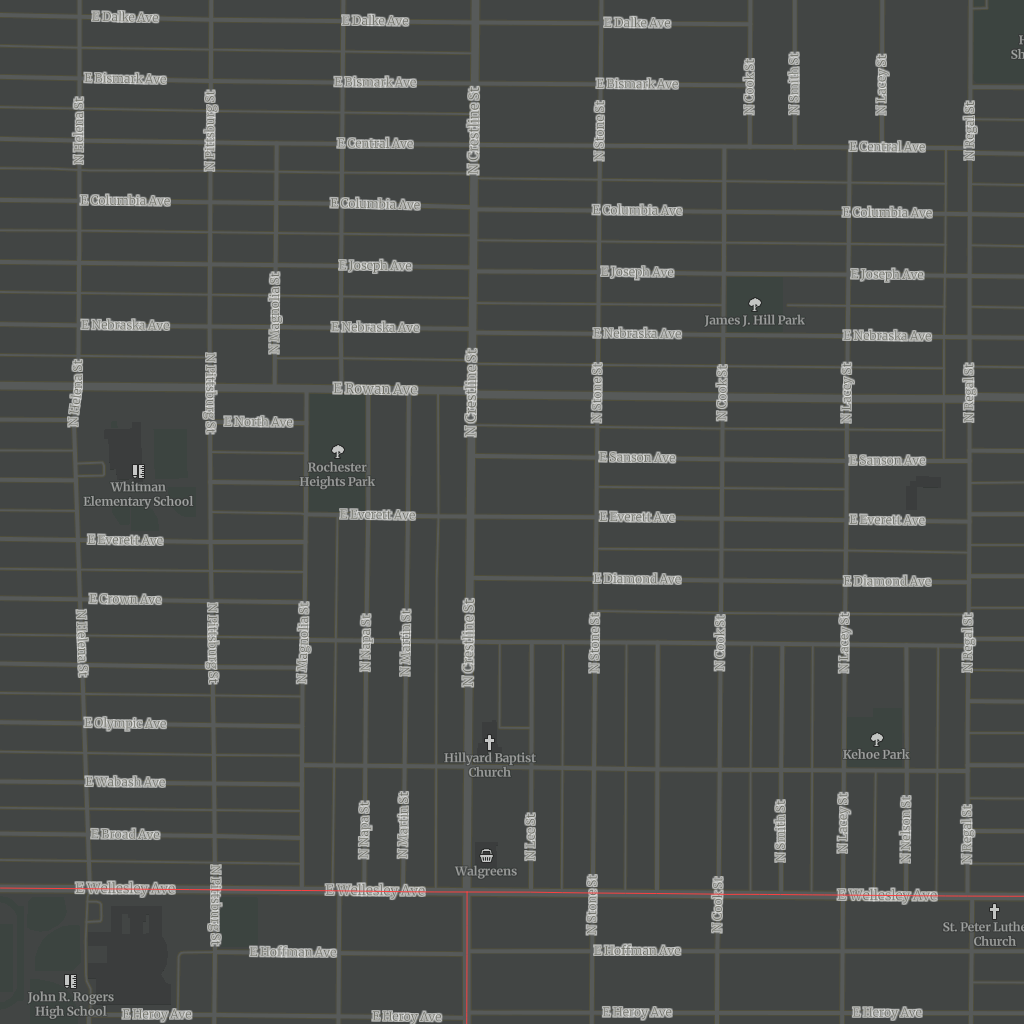 E Dalke Ave
E Dalke Ave
E Dalke Ave
E Bismark Ave
E Bismark Ave
E Bismark Ave
N Cook St
N Smith St
N Lacey St
N Helena St
N Pittsburg St
N Crestline St
N Stone St
N Regal St
E Central Ave
E Central Ave
E Columbia Ave
E Columbia Ave
E Columbia Ave
E Columbia Ave
E Joseph Ave
E Joseph Ave
E Joseph Ave
N Magnolia St
James J. Hill Park
E Nebraska Ave
E Nebraska Ave
E Nebraska Ave
E Nebraska Ave
N Helena St
N Pittsburg St
E Rowan Ave
N Crestline St
N Stone St
N Cook St
N Lacey St
N Regal St
E North Ave
E Sanson Ave
E Sanson Ave
Rochester
Heights Park
Whitman
Elementary School
E Everett Ave
E Everett Ave
E Everett Ave
E Everett Ave
E Diamond Ave
E Diamond Ave
E Crown Ave
N Helena St
N Pittsburg St
N Magnolia St
N Napa St
N Martin St
N Crestline St
N Stone St
N Cook St
N Lacey St
N Regal St
E Olympic Ave
Hillyard Baptist
Church
Kehoe Park
E Wabash Ave
N Napa St
N Martin St
N Lee St
N Smith St
N Lacey St
N Nelson St
N Regal St
E Broad Ave
Walgreens
E Wellesley Ave
E Wellesley Ave
E Wellesley Ave
N Pittsburg St
N Stone St
N Cook St
St. Peter Luthe
Church
E Hoffman Ave
E Hoffman Ave
John R. Rogers
High School
E Heroy Ave
E Heroy Ave
E Heroy Ave
E Heroy Ave